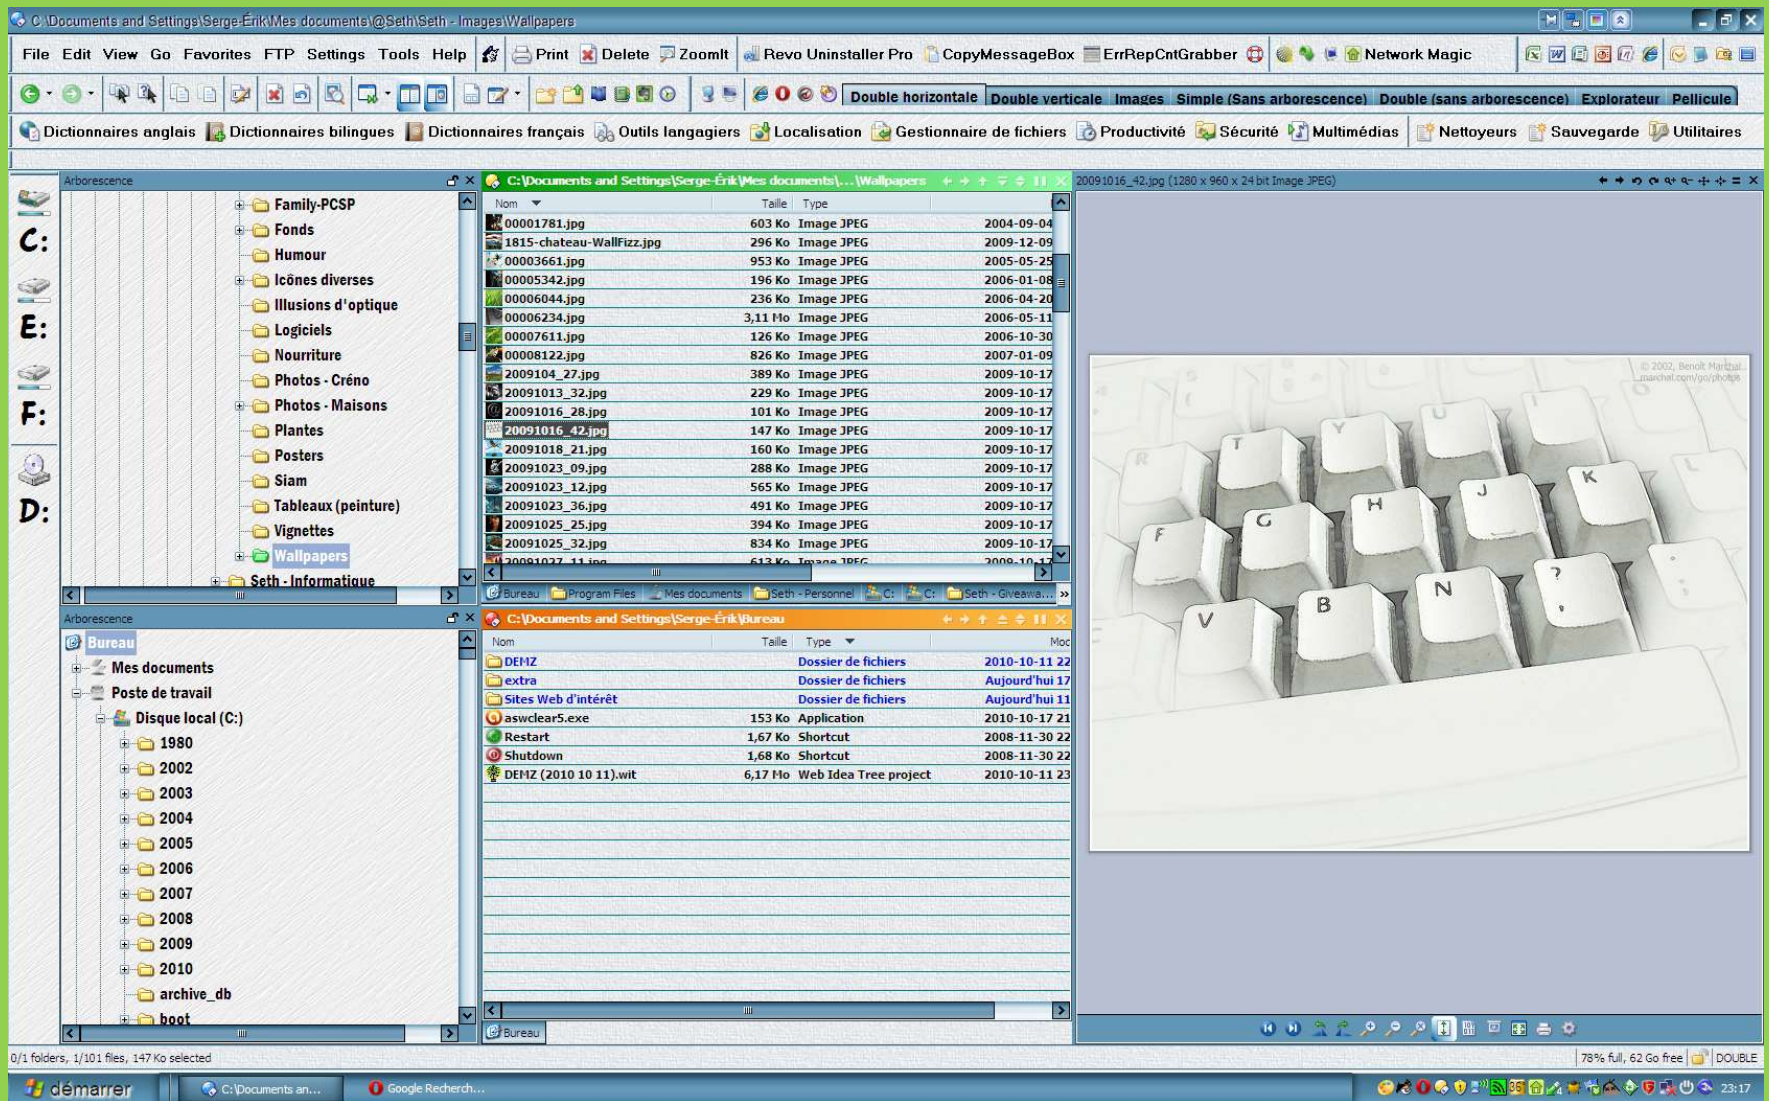 C:\Documents and Settings\Serge-Érik\Mes documents\@Seth\Seth - Images\Wallpapers
File Edit View Go Favorites FTP Settings Tools Help Print Delete ZoomIt Revo Uninstaller Pro CopyMessageBox ErrRepCntGrabber Network Magic
Double horizontale Double verticale Images Simple (Sans arborescence) Double (sans arborescence) Explorateur Pellicule
Dictionnaires anglais Dictionnaires bilingues Dictionnaires français Outils langagiers Localisation Gestionnaire de fichiers Productivité Sécurité Multimédias Nettoyeurs Sauvegarde Utilitaires
C:
E:
F:
D:
Arborescence
Family-PCSP
Fonds
Humour
Icônes diverses
Illusions d'optique
Logiciels
Nourriture
Photos - Créno
Photos - Maisons
Plantes
Posters
Siam
Tableaux (peinture)
Vignettes
Wallpapers
Seth - Informatique
C:\Documents and Settings\Serge-Érik\Mes documents\...\Wallpapers
Nom Taille Type
00001781.jpg 603 Ko Image JPEG 2004-09-04
1815-chateau-WallFizz.jpg 296 Ko Image JPEG 2009-12-09
00003661.jpg 953 Ko Image JPEG 2005-05-25
00005342.jpg 196 Ko Image JPEG 2006-01-08
00006044.jpg 236 Ko Image JPEG 2006-04-20
00006234.jpg 3,11 Mo Image JPEG 2006-05-11
00007611.jpg 126 Ko Image JPEG 2006-10-30
00008122.jpg 826 Ko Image JPEG 2007-01-09
2009104_27.jpg 389 Ko Image JPEG 2009-10-17
20091013_32.jpg 229 Ko Image JPEG 2009-10-17
20091016_28.jpg 101 Ko Image JPEG 2009-10-17
20091016_42.jpg 147 Ko Image JPEG 2009-10-17
20091018_21.jpg 160 Ko Image JPEG 2009-10-17
20091023_09.jpg 288 Ko Image JPEG 2009-10-17
20091023_12.jpg 565 Ko Image JPEG 2009-10-17
20091023_36.jpg 491 Ko Image JPEG 2009-10-17
20091025_25.jpg 394 Ko Image JPEG 2009-10-17
20091025_32.jpg 834 Ko Image JPEG 2009-10-17
20091027_11.jpg 613 Ko Image JPEG 2009-10-17
Bureau Program Files Mes documents Seth - Personnel C: C: Seth - Giveawa...
20091016_42.jpg (1280 x 960 x 24 bit Image JPEG)
© 2002, Benoît Marchal
marchal.com/go/photos
R T Y U I
F G H J K L
V B N ?
Arborescence
Bureau
Mes documents
Poste de travail
Disque local (C:)
1980
2002
2003
2004
2005
2006
2007
2008
2009
2010
archive_db
boot
C:\Documents and Settings\Serge-Érik\Bureau
Nom Taille Type Mod
DEMZ Dossier de fichiers 2010-10-11 22
extra Dossier de fichiers Aujourd'hui 17
Sites Web d'intérêt Dossier de fichiers Aujourd'hui 11
aswclear5.exe 153 Ko Application 2010-10-17 21
Restart 1,67 Ko Shortcut 2008-11-30 22
Shutdown 1,68 Ko Shortcut 2008-11-30 22
DEMZ (2010 10 11).wit 6,17 Mo Web Idea Tree project 2010-10-11 23
Bureau
0/1 folders, 1/101 files, 147 Ko selected
78% full, 62 Go free DOUBLE
démarrer C:\Documents an... Google Recherch... 23:17